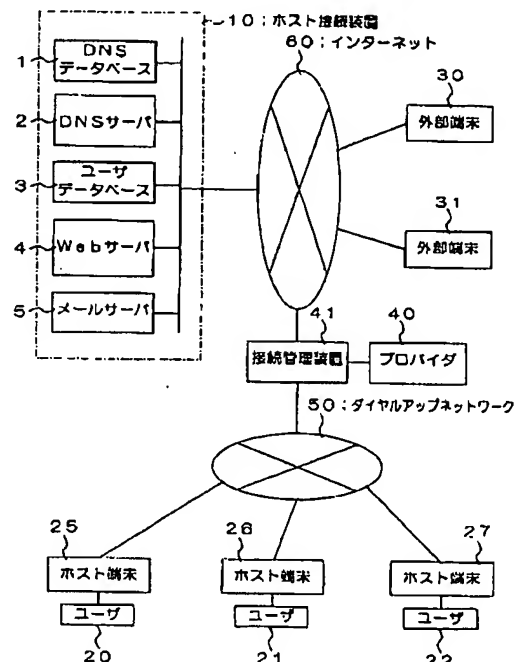 10：ホスト接続装置
60：インターネット
1
DNS
データベース
2
DNSサーバ
3
ユーザ
データベース
4
Webサーバ
5
メールサーバ
30
外部端末
31
外部端末
41
接続管理装置
40
プロバイダ
50：ダイヤルアップネットワーク
25
ホスト端末
ユーザ
20
26
ホスト端末
ユーザ
21
27
ホスト端末
ユーザ
22